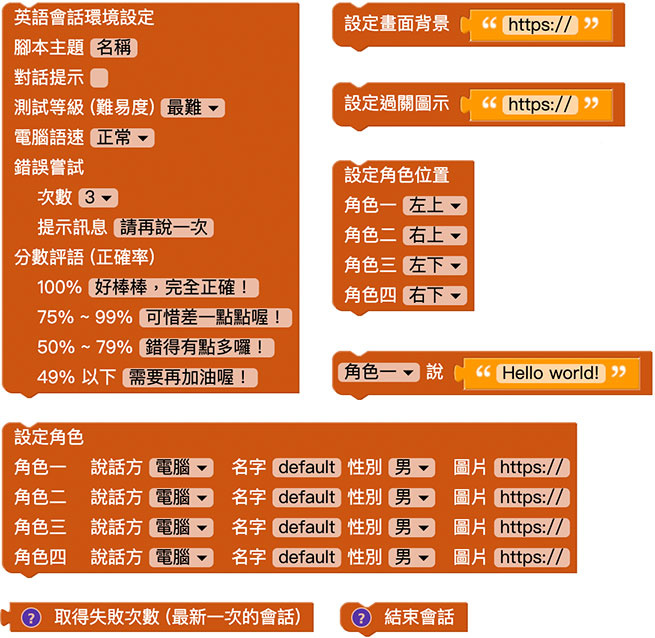 英語會話環境設定
腳本主題 名稱
對話提示
測試等級 (難易度) 最難
電腦語速 正常
錯誤嘗試
次數 3
提示訊息 請再說一次
分數評語 (正確率)
100% 好棒棒，完全正確！
75% ~ 99% 可惜差一點點喔！
50% ~ 79% 錯得有點多囉！
49% 以下 需要再加油喔！
設定畫面背景 “ https:// ”
設定過關圖示 “ https:// ”
設定角色位置
角色一 左上
角色二 右上
角色三 左下
角色四 右下
角色一 說 “ Hello world! ”
設定角色
角色一 說話方 電腦 名字 default 性別 男 圖片 https://
角色二 說話方 電腦 名字 default 性別 男 圖片 https://
角色三 說話方 電腦 名字 default 性別 男 圖片 https://
角色四 說話方 電腦 名字 default 性別 男 圖片 https://
? 取得失敗次數 (最新一次的會話)
? 結束會話